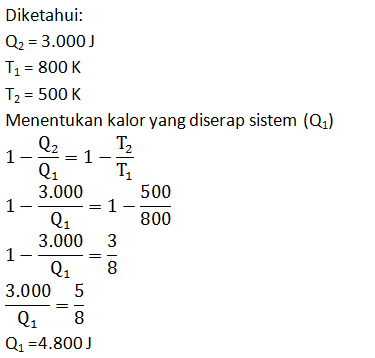 Diketahui:
Q₂ = 3.000 J
T₁ = 800 K
T₂ = 500 K
Menentukan kalor yang diserap sistem (Q₁)
1 − Q₂/Q₁ = 1 − T₂/T₁
1 − 3.000/Q₁ = 1 − 500/800
1 − 3.000/Q₁ = 3/8
3.000/Q₁ = 5/8
Q₁ =4.800 J